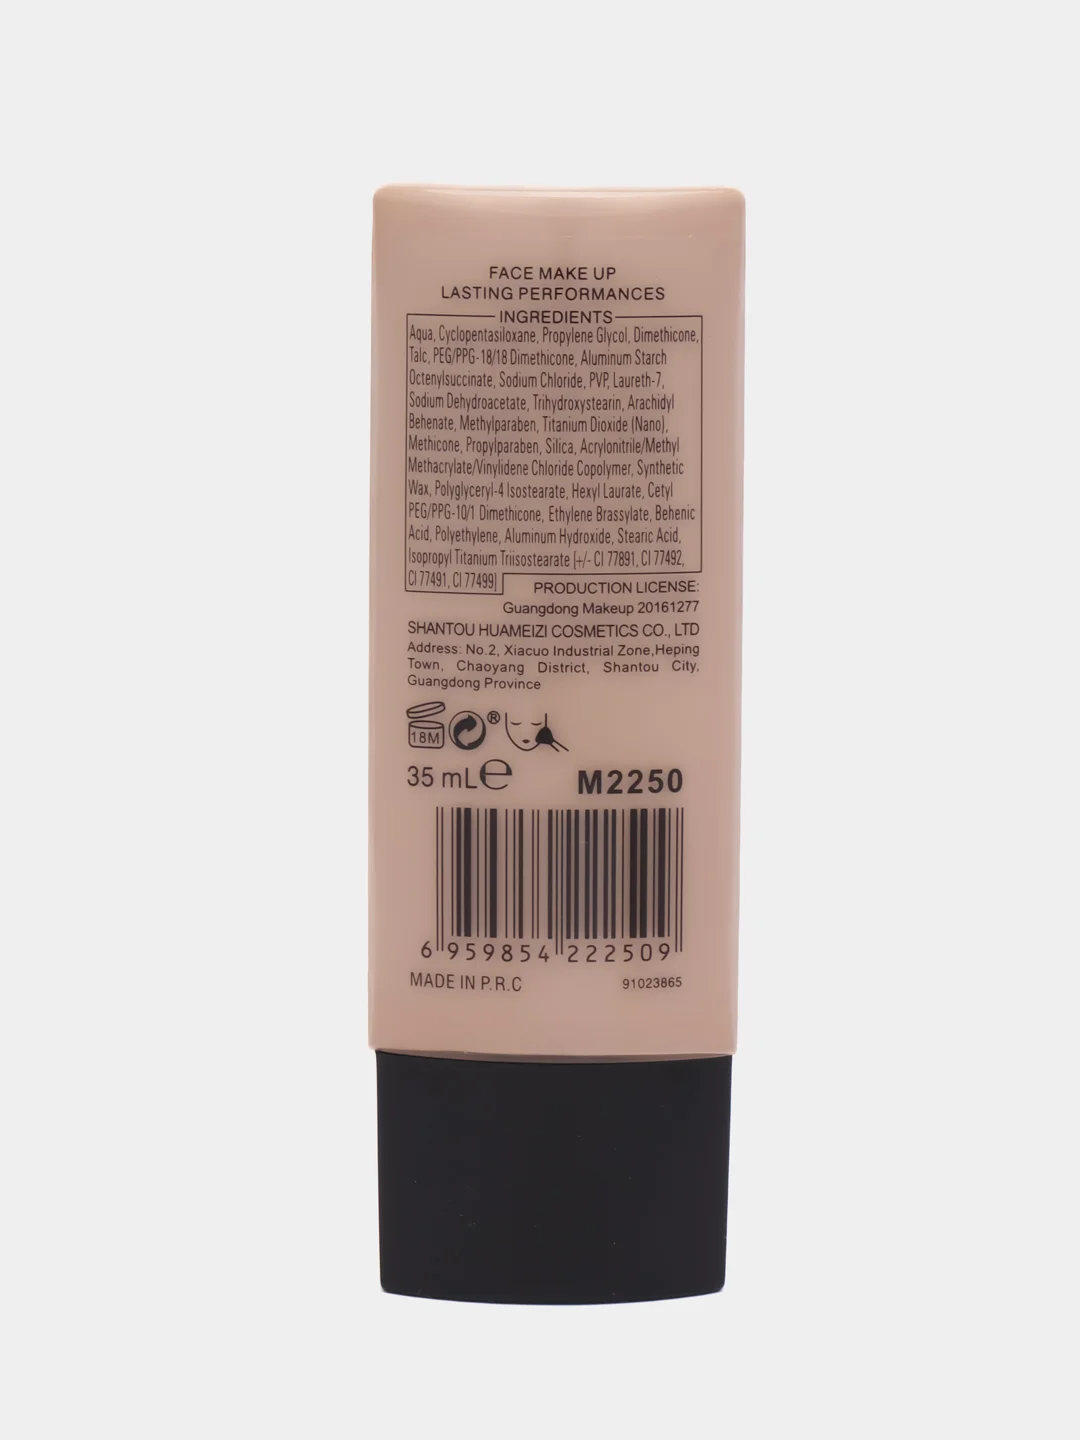 FACE MAKE UP
LASTING PERFORMANCES
INGREDIENTS
Aqua, Cyclopentasiloxane, Propylene Glycol, Dimethicone,
Talc, PEG/PPG-18/18 Dimethicone, Aluminum Starch
Octenylsuccinate, Sodium Chloride, PVP, Laureth-7,
Sodium Dehydroacetate, Trihydroxystearin, Arachidyl
Behenate, Methylparaben, Titanium Dioxide (Nano),
Methicone, Propylparaben, Silica, Acrylonitrile/Methyl
Methacrylate/Vinylidene Chloride Copolymer, Synthetic
Wax, Polyglyceryl-4 Isostearate, Hexyl Laurate, Cetyl
PEG/PPG-10/1 Dimethicone, Ethylene Brassylate, Behenic
Acid, Polyethylene, Aluminum Hydroxide, Stearic Acid,
Isopropyl Titanium Triisostearate [+/- CI 77891, CI 77492,
CI 77491, CI 77499]
PRODUCTION LICENSE:
Guangdong Makeup 20161277
SHANTOU HUAMEIZI COSMETICS CO., LTD
Address: No.2, Xiacuo Industrial Zone,Heping
Town, Chaoyang District, Shantou City,
Guangdong Province
18M ®
35 mL e M2250
6 959854 222509
MADE IN P.R.C 91023865